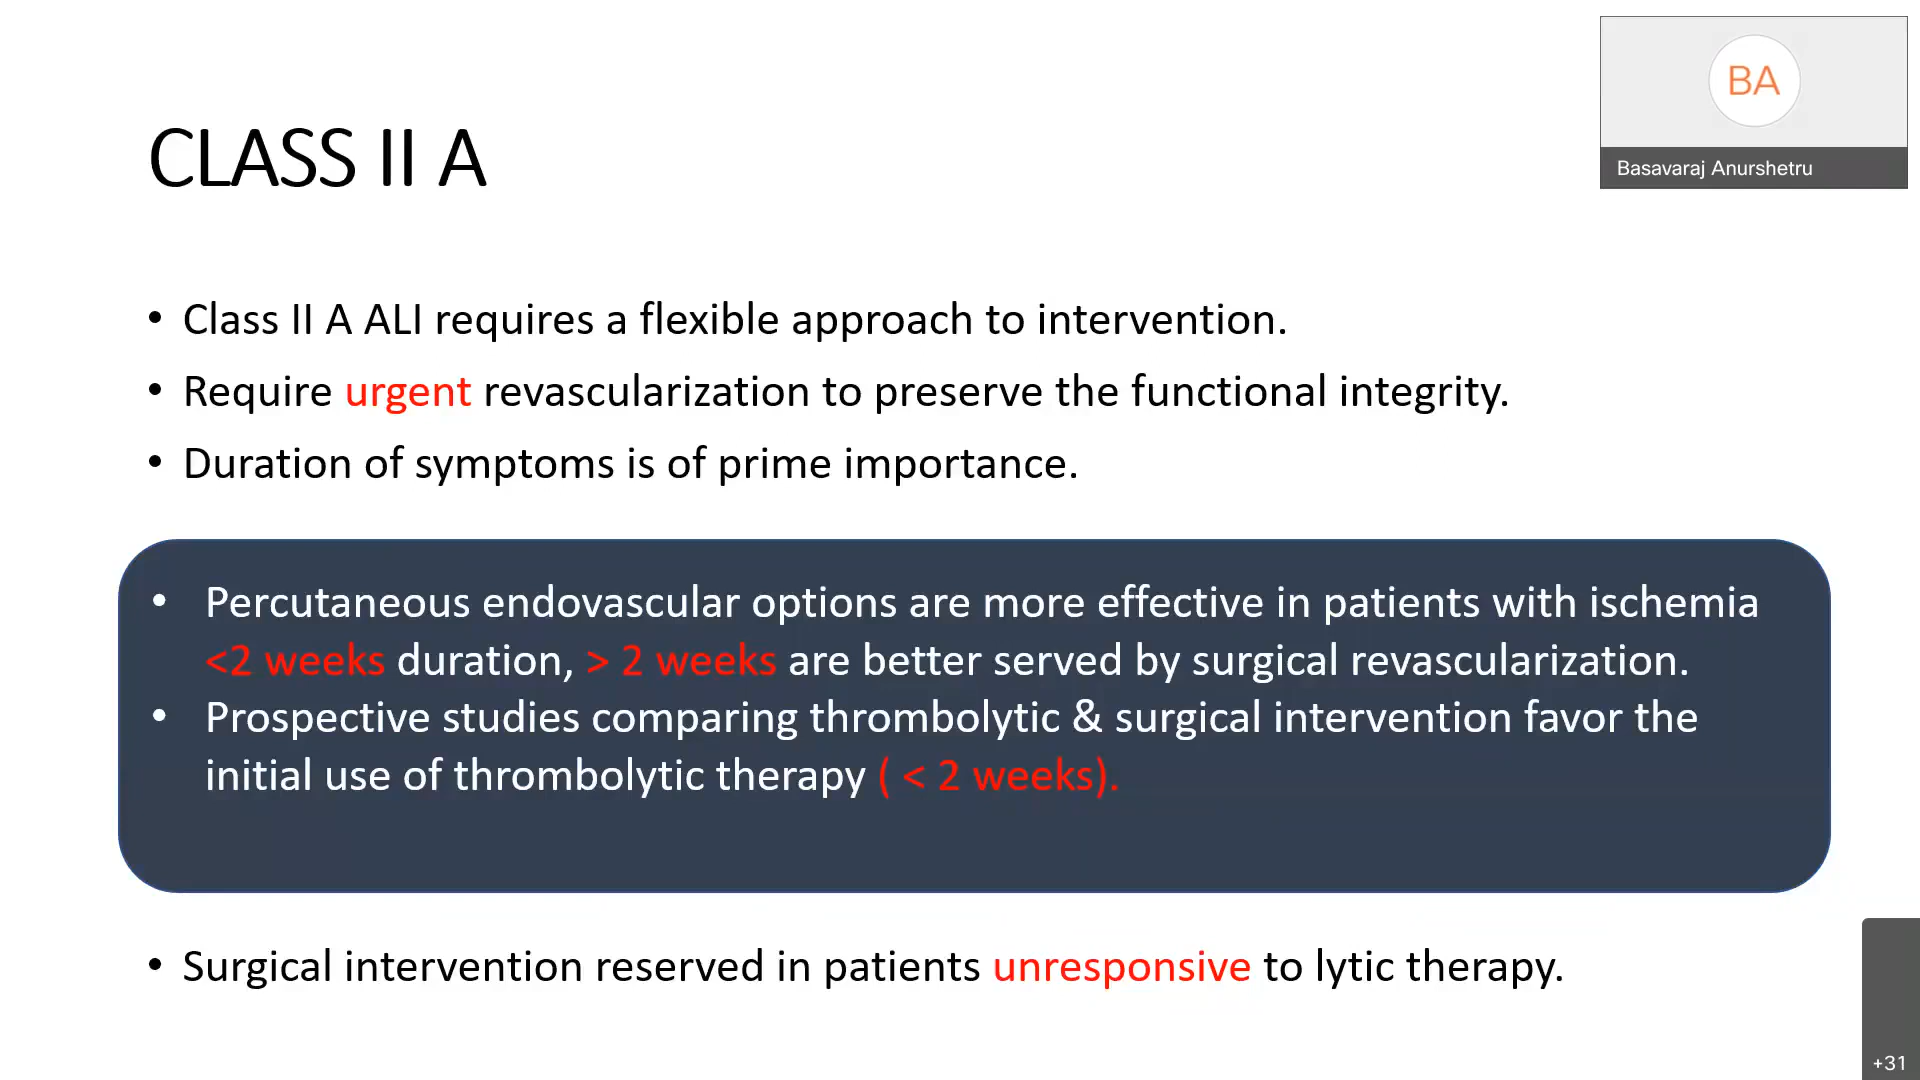 BA
Basavaraj Anurshetru
CLASS II A
• Class II A ALI requires a flexible approach to intervention.
• Require urgent revascularization to preserve the functional integrity.
• Duration of symptoms is of prime importance.
• Percutaneous endovascular options are more effective in patients with ischemia
<2 weeks duration, > 2 weeks are better served by surgical revascularization.
• Prospective studies comparing thrombolytic & surgical intervention favor the
initial use of thrombolytic therapy ( < 2 weeks).
• Surgical intervention reserved in patients unresponsive to lytic therapy.
+31